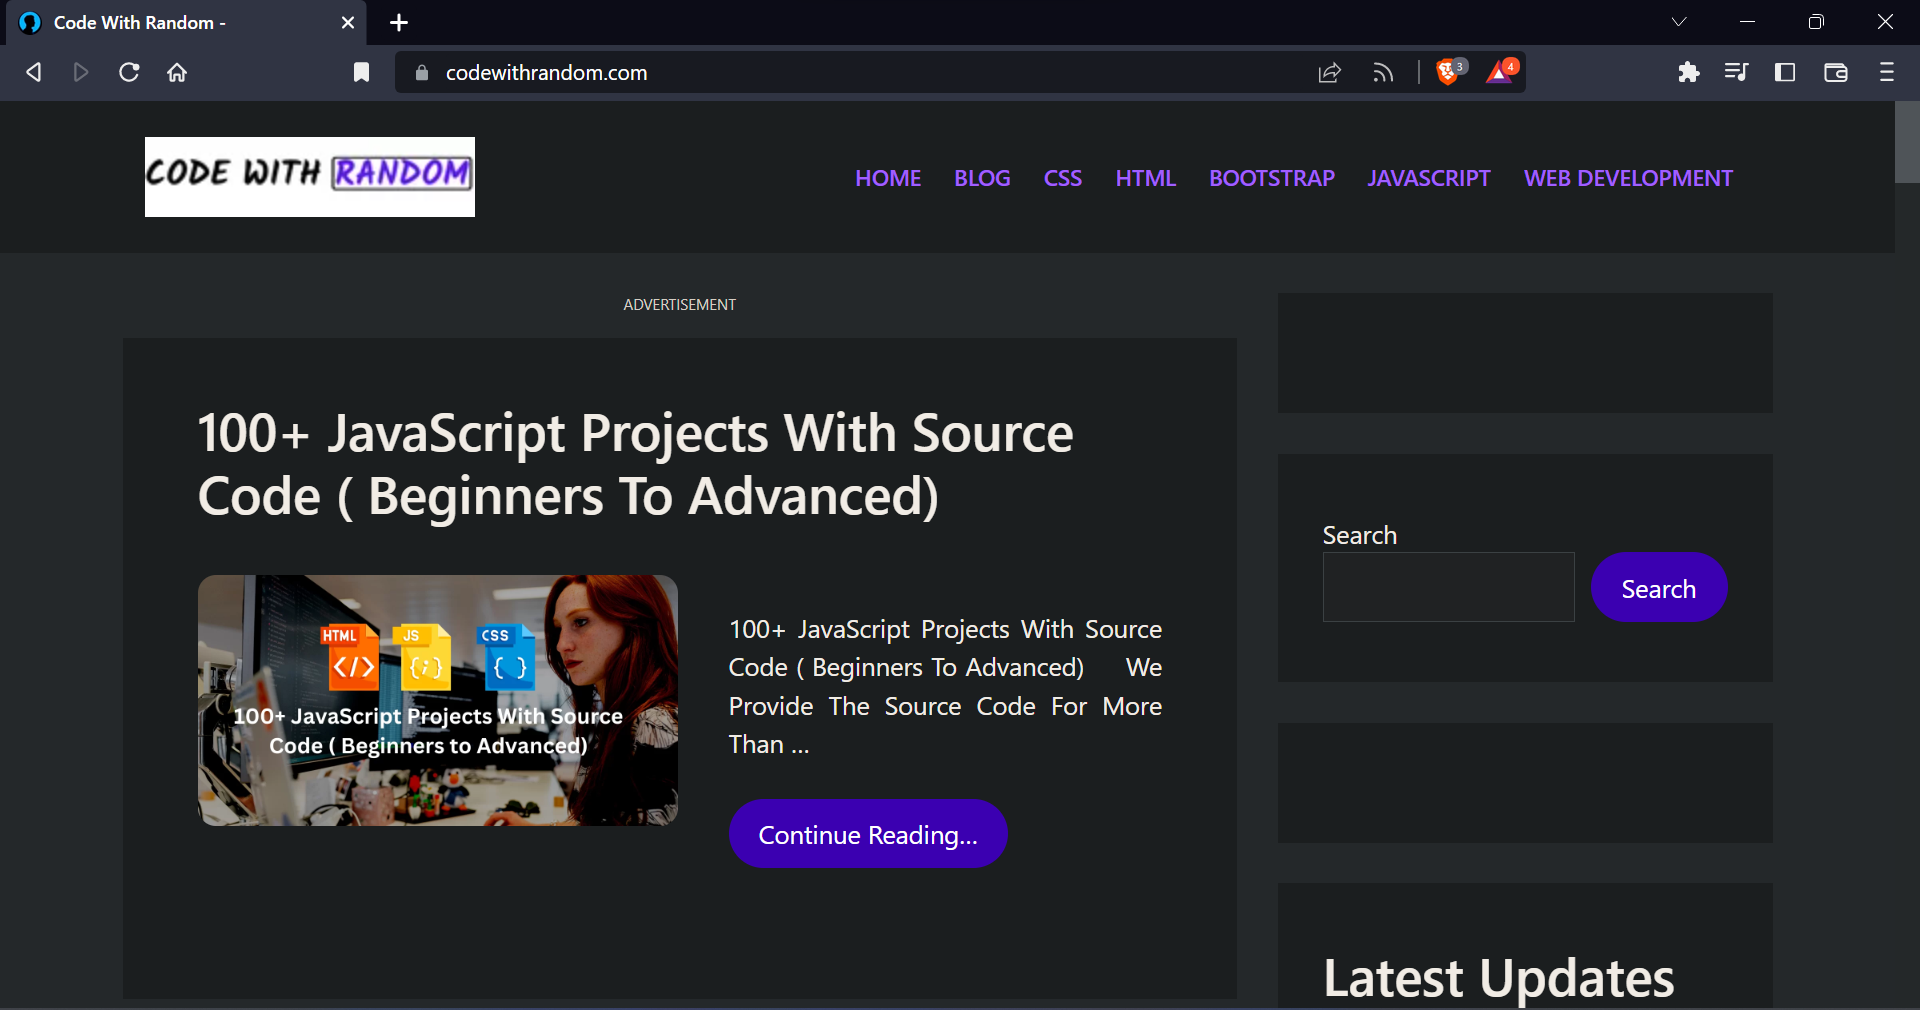 Code With Random -
codewithrandom.com
3
4
CODE WITH RANDOM
HOME BLOG CSS HTML BOOTSTRAP JAVASCRIPT WEB DEVELOPMENT
ADVERTISEMENT
100+ JavaScript Projects With Source
Code ( Beginners To Advanced)
HTML JS CSS
</> {;} { }
100+ JavaScript Projects With Source
Code ( Beginners to Advanced)
100+ JavaScript Projects With Source
Code ( Beginners To Advanced) We
Provide The Source Code For More
Than ...
Continue Reading...
Search
Search
Latest Updates